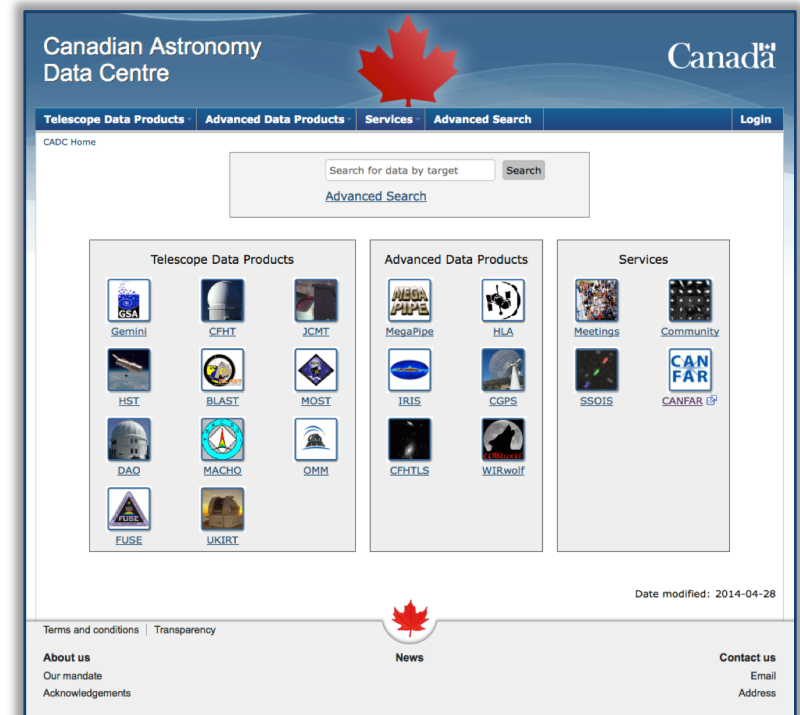 Canadian Astronomy
Data Centre
Canada
Telescope Data Products Advanced Data Products Services Advanced Search Login
CADC Home
Search for data by target Search
Advanced Search
Telescope Data Products
GSA
Gemini CFHT JCMT
HST BLAST MOST
DAO MACHO OMM
FUSE
FUSE UKIRT
Advanced Data Products
MEGA
PIPE
MegaPipe HLA
IRIS CGPS
WIRwolf
CFHTLS WIRwolf
Services
Meetings Community
CAN
FAR
SSOIS CANFAR
Date modified: 2014-04-28
Terms and conditions Transparency
About us News Contact us
Our mandate Email
Acknowledgements Address